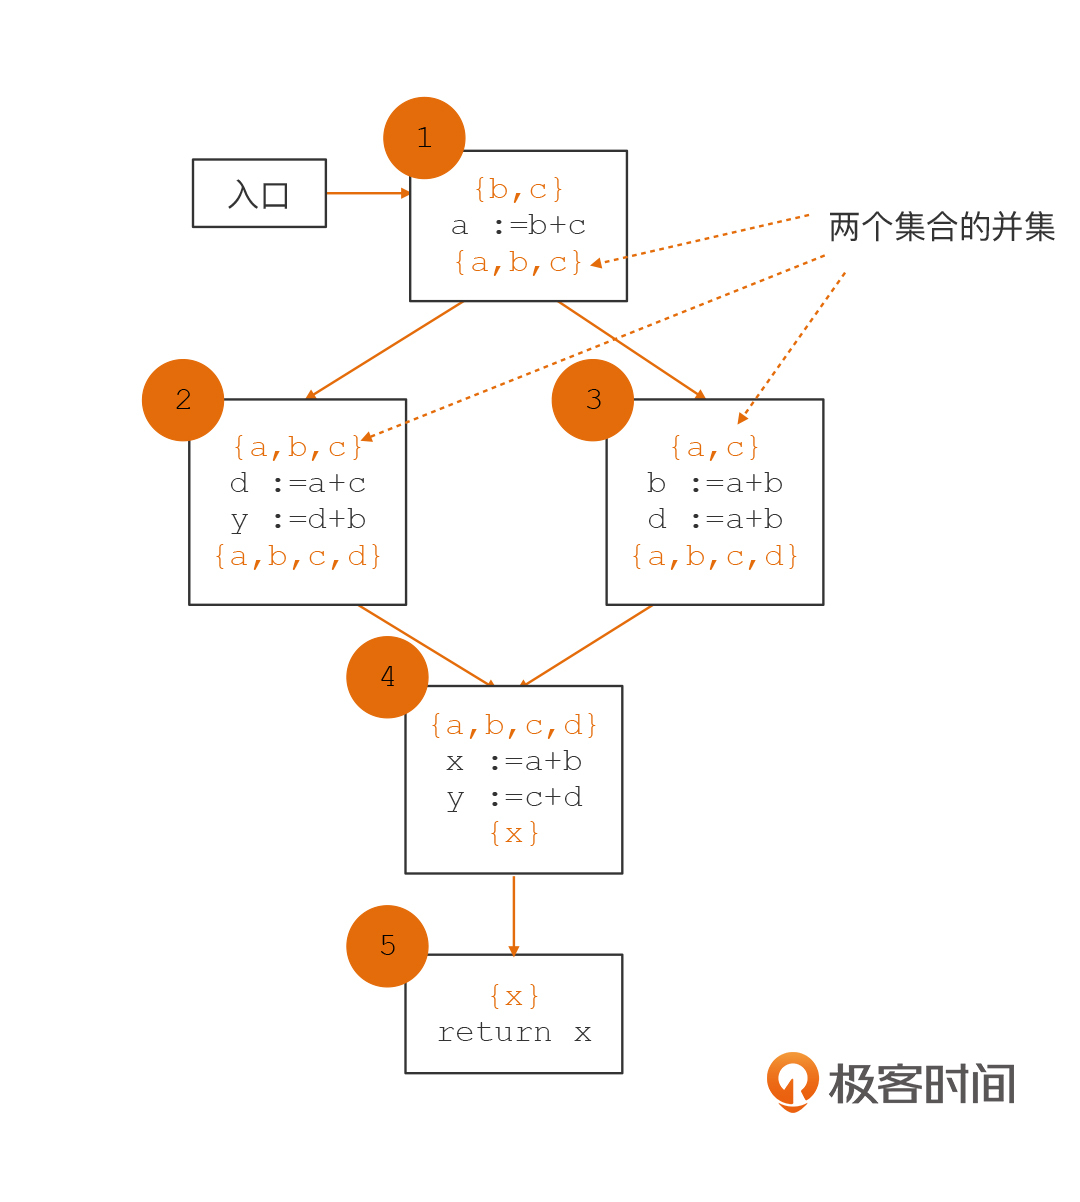 1
入口
{b,c}
a :=b+c
{a,b,c}
两个集合的并集
2
{a,b,c}
d :=a+c
y :=d+b
{a,b,c,d}
3
{a,c}
b :=a+b
d :=a+b
{a,b,c,d}
4
{a,b,c,d}
x :=a+b
y :=c+d
{x}
5
{x}
return x
极客时间